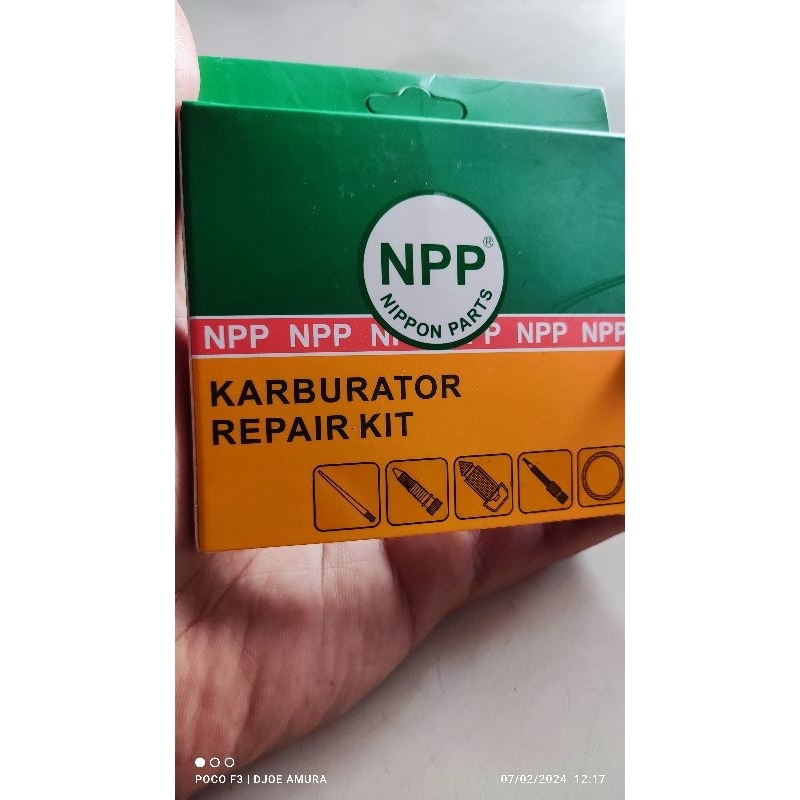 NPP®
NIPPON PARTS
NPP NPP NPP NPP NPP
KARBURATOR
REPAIR KIT
POCO F3 | DJOE AMURA
07/02/2024 12:17